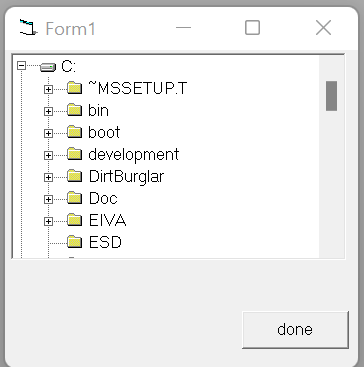 Form1
C:
~MSSETUP.T
bin
boot
development
DirtBurglar
Doc
EIVA
ESD
done